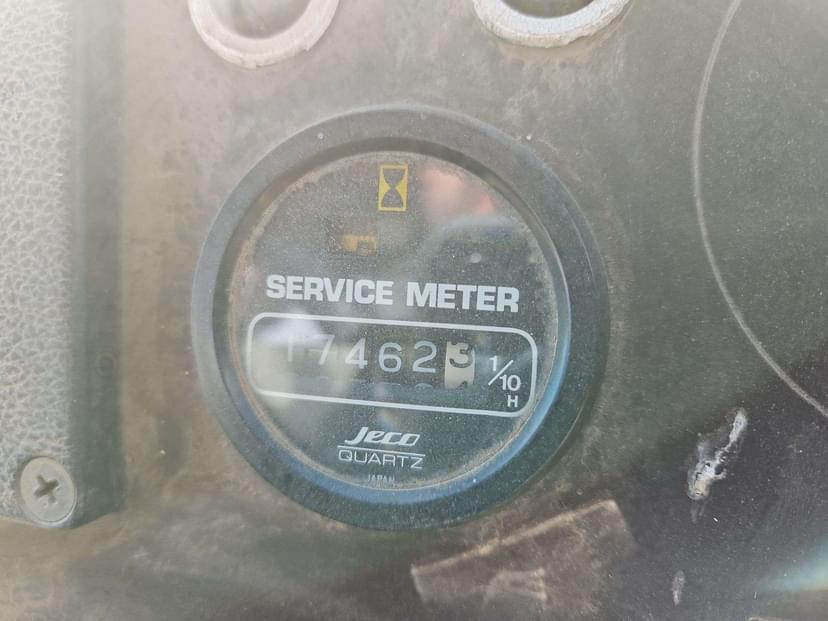 SERVICE METER
174623 1/10
H
Jeco
QUARTZ
JAPAN